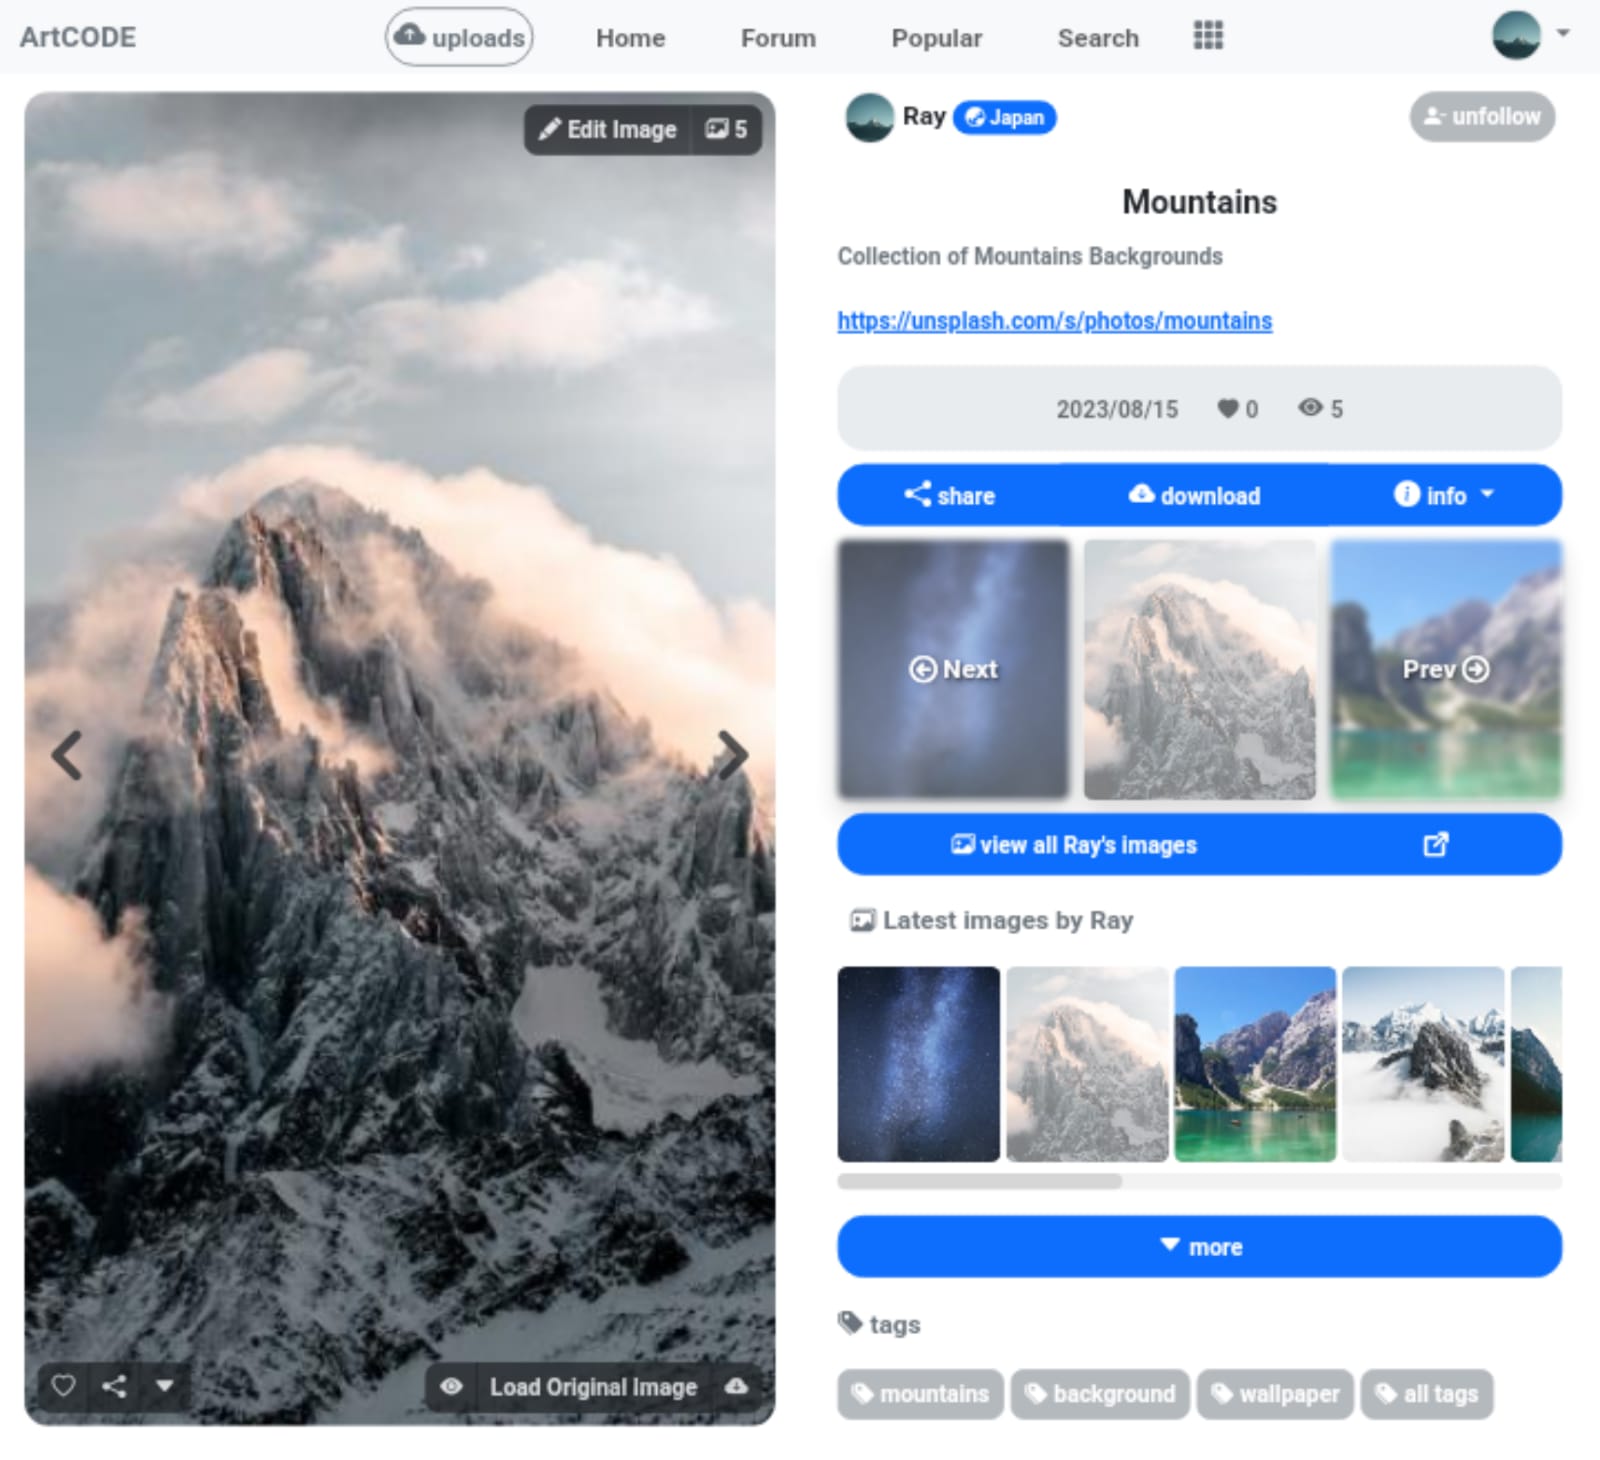 ArtCODE
uploads
Home
Forum
Popular
Search
Edit Image
5
Ray
Japan
unfollow
Mountains
Collection of Mountains Backgrounds
https://unsplash.com/s/photos/mountains
2023/08/15
0
5
share
download
info
Next
Prev
view all Ray's images
Latest images by Ray
more
tags
mountains
background
wallpaper
all tags
Load Original Image